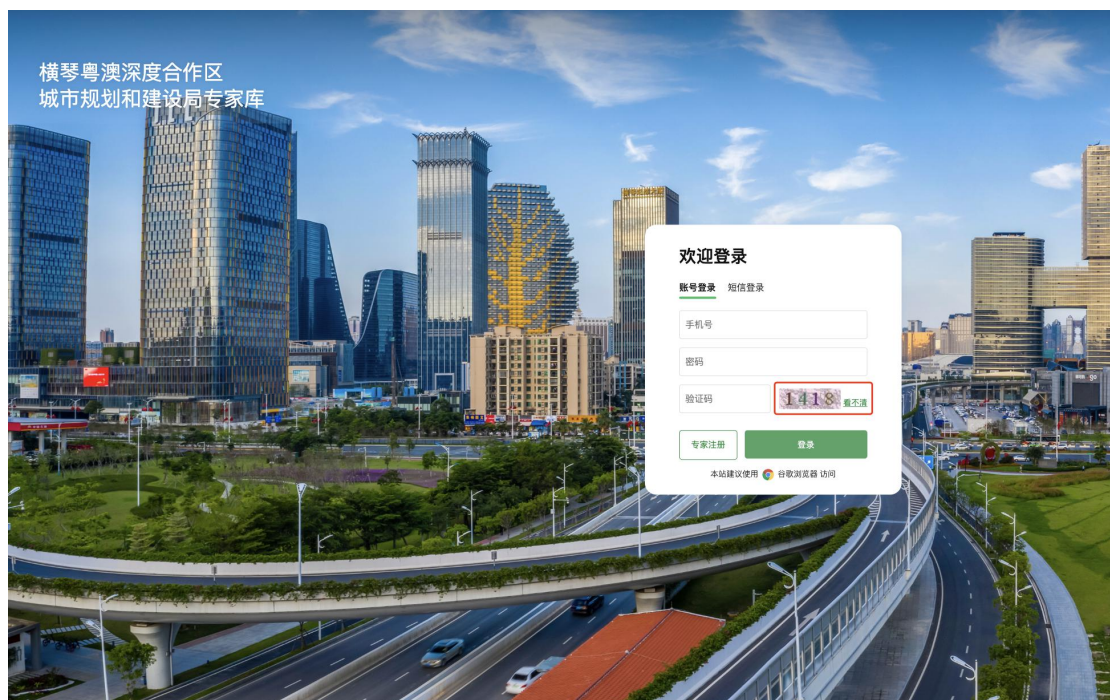 横琴粤澳深度合作区
城市规划和建设局专家库
欢迎登录
账号登录 短信登录
手机号
密码
验证码 1418 看不清
专家注册 登录
本站建议使用 谷歌浏览器 访问